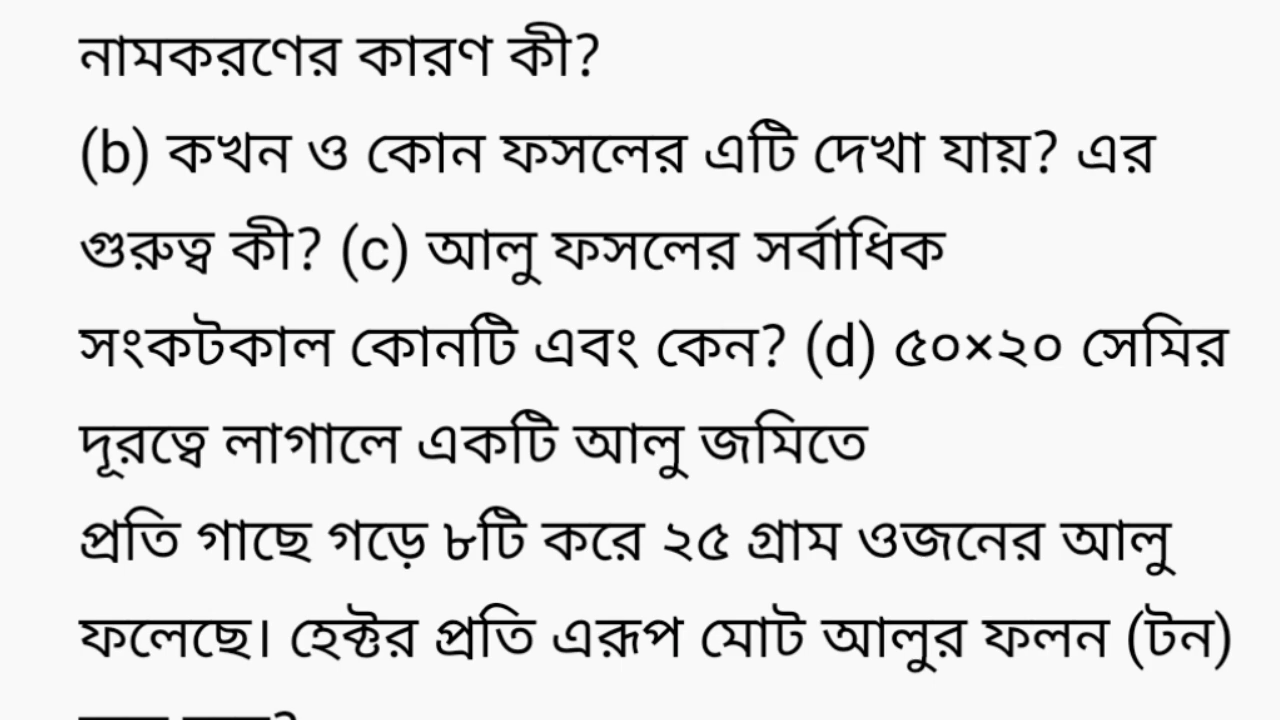 নামকরণের কারণ কী?
(b) কখন ও কোন ফসলের এটি দেখা যায়? এর
গুরুত্ব কী? (c) আলু ফসলের সর্বাধিক
সংকটকাল কোনটি এবং কেন? (d) ৫০×২০ সেমির
দূরত্বে লাগালে একটি আলু জমিতে
প্রতি গাছে গড়ে ৮টি করে ২৫ গ্রাম ওজনের আলু
ফলেছে। হেক্টর প্রতি এরূপ মোট আলুর ফলন (টন)